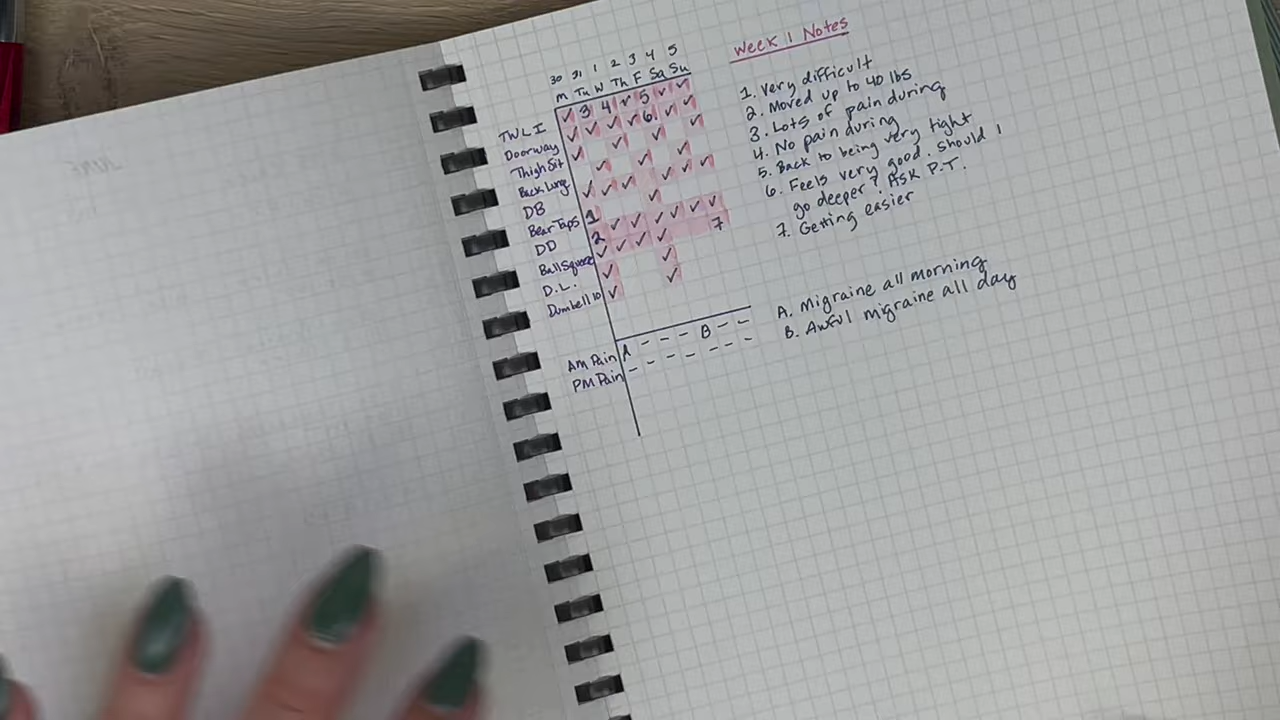 Week 1 Notes
30 31 1 2 3 4 5
M Tu W Th F Sa Su
TWLI ✓ 3 4 ✓ 5 ✓ ✓
Doorway ✓ ✓ ✓ ✓ 6 ✓ ✓
Thigh Sit ✓ ✓ ✓ ✓
Back Lung ✓ ✓ ✓
DB ✓ ✓ ✓ ✓ ✓ ✓
Bear Taps 1 ✓
DD 2 ✓ ✓ ✓ ✓ ✓ ✓
Ball Squeeze ✓ ✓ ✓ ✓ 7
D.L. ✓ ✓
Dumbell 10 ✓ ✓
AM Pain A - - - B - -
PM Pain - - - - - - -
1. Very difficult
2. Moved up to 40 lbs
3. Lots of pain during
4. No pain during
5. Back to being very tight
6. Feels very good. Should I
go deeper? Ask P.T.
7. Getting easier
A. Migraine all morning
B. Awful migraine all day